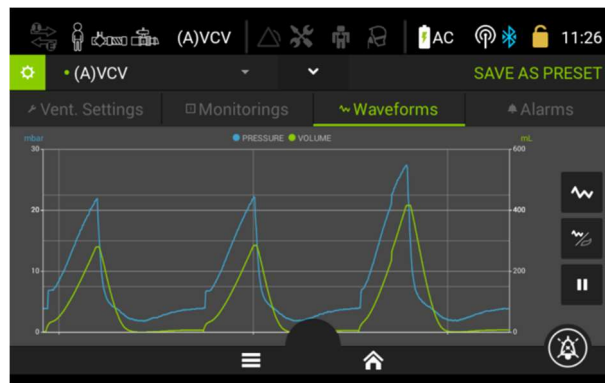 (A)VCV AC 11:26
• (A)VCV SAVE AS PRESET
Vent. Settings Monitorings Waveforms Alarms
mbar PRESSURE VOLUME mL
30 600
20 400
10 200
0 0